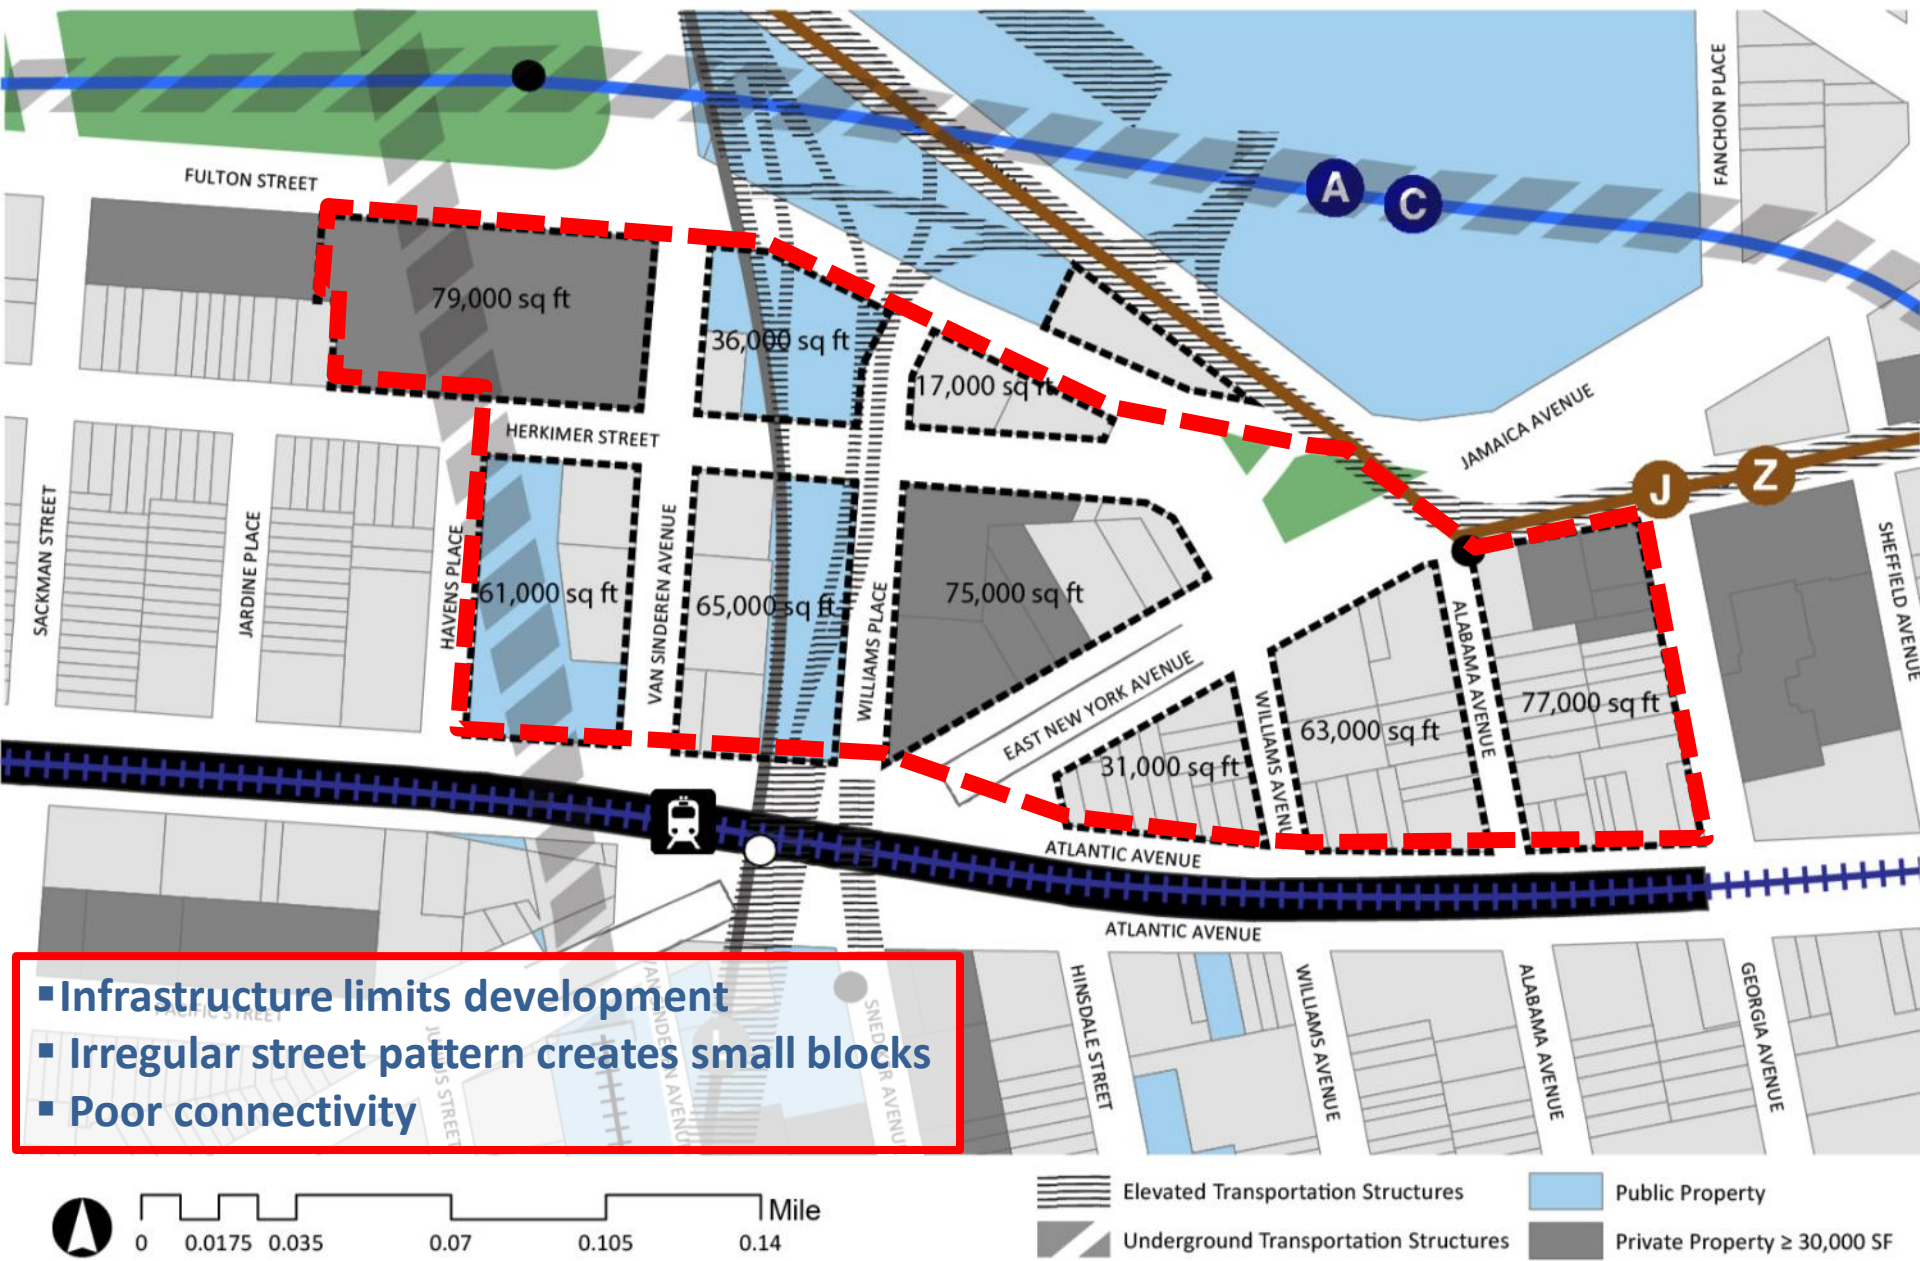 FANCHON PLACE
A
C
FULTON STREET
79,000 sq ft
36,000 sq ft
17,000 sq ft
HERKIMER STREET
JAMAICA AVENUE
J
Z
SACKMAN STREET
JARDINE PLACE
HAVENS PLACE
61,000 sq ft
VAN SINDEREN AVENUE
65,000 sq ft
WILLIAMS PLACE
75,000 sq ft
EAST NEW YORK AVENUE
31,000 sq ft
WILLIAMS AVENU
63,000 sq ft
ALABAMA AVENUE
77,000 sq ft
SHEFFIELD AVENUE
ATLANTIC AVENUE
ATLANTIC AVENUE
▪Infrastructure limits development
▪ Irregular street pattern creates small blocks
▪ Poor connectivity
PACIFIC STREET
HINSDALE STREET
WILLIAMS AVENUE
ALABAMA AVENUE
GEORGIA AVENUE
Mile
0 0.0175 0.035 0.07 0.105 0.14
Elevated Transportation Structures
Underground Transportation Structures
Public Property
Private Property ≥ 30,000 SF